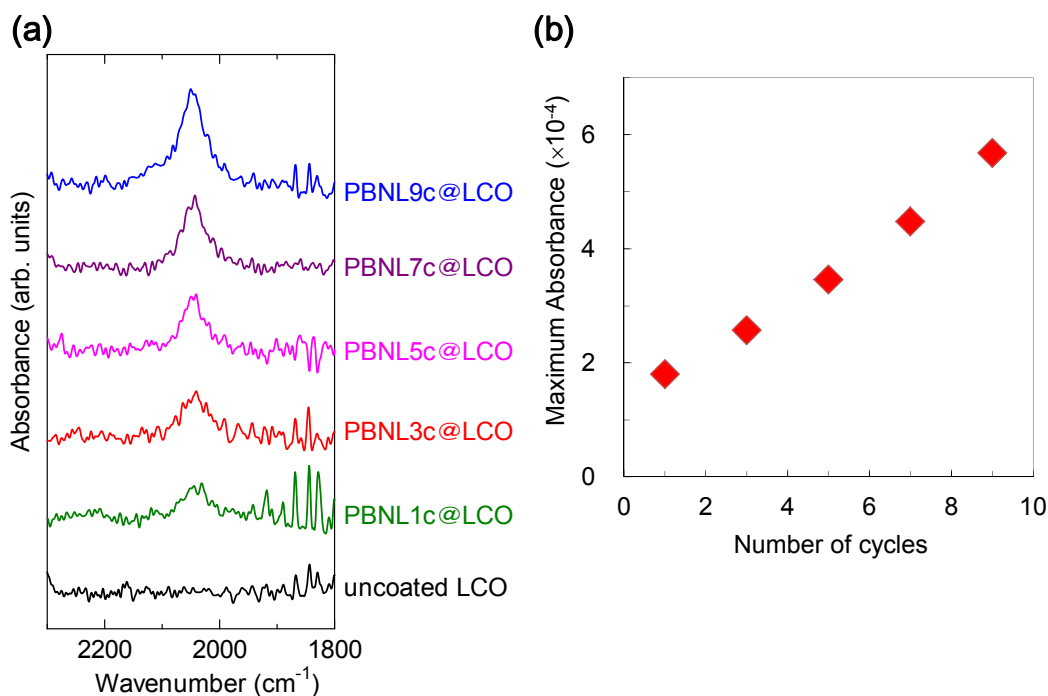 (a)
Absorbance (arb. units)
PBNL9c@LCO
PBNL7c@LCO
PBNL5c@LCO
PBNL3c@LCO
PBNL1c@LCO
uncoated LCO
2200 2000 1800
Wavenumber (cm⁻¹)
(b)
Maximum Absorbance (×10⁻⁴)
6
4
2
0
0 2 4 6 8 10
Number of cycles